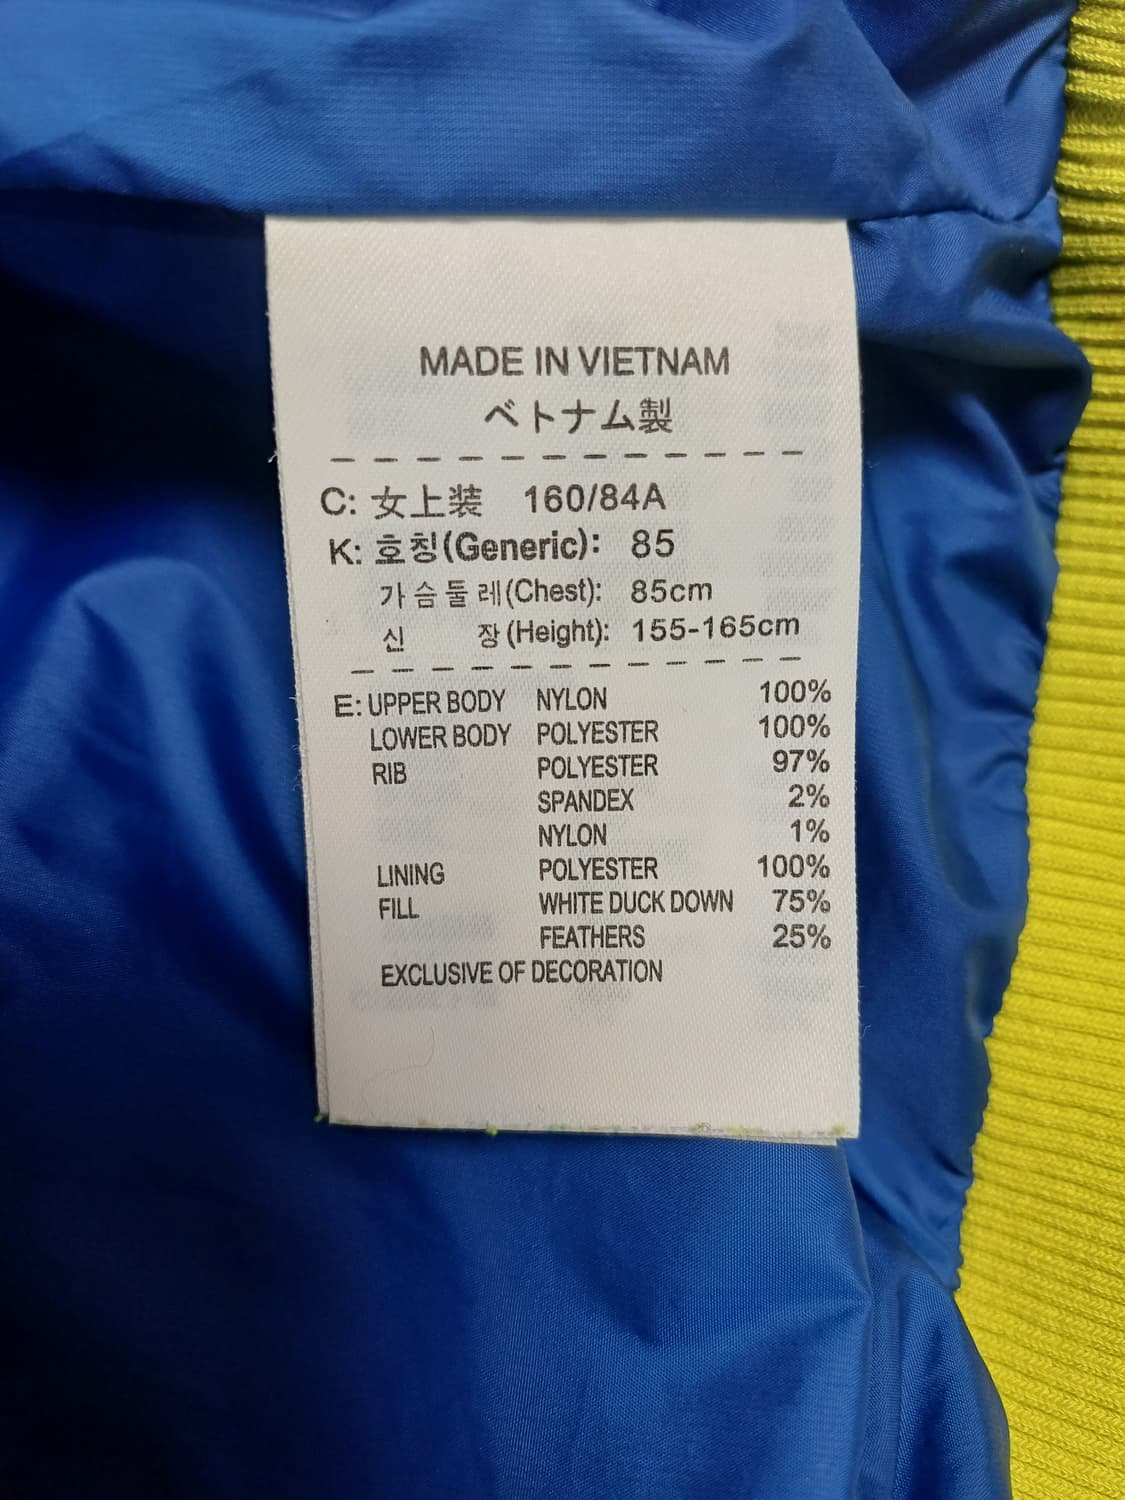 MADE IN VIETNAM
ベトナム製
C: 女上装 160/84A
K: 호칭(Generic): 85
가슴둘레(Chest): 85cm
신 장(Height): 155-165cm
E: UPPER BODY NYLON 100%
LOWER BODY POLYESTER 100%
RIB POLYESTER 97%
SPANDEX 2%
NYLON 1%
LINING POLYESTER 100%
FILL WHITE DUCK DOWN 75%
FEATHERS 25%
EXCLUSIVE OF DECORATION